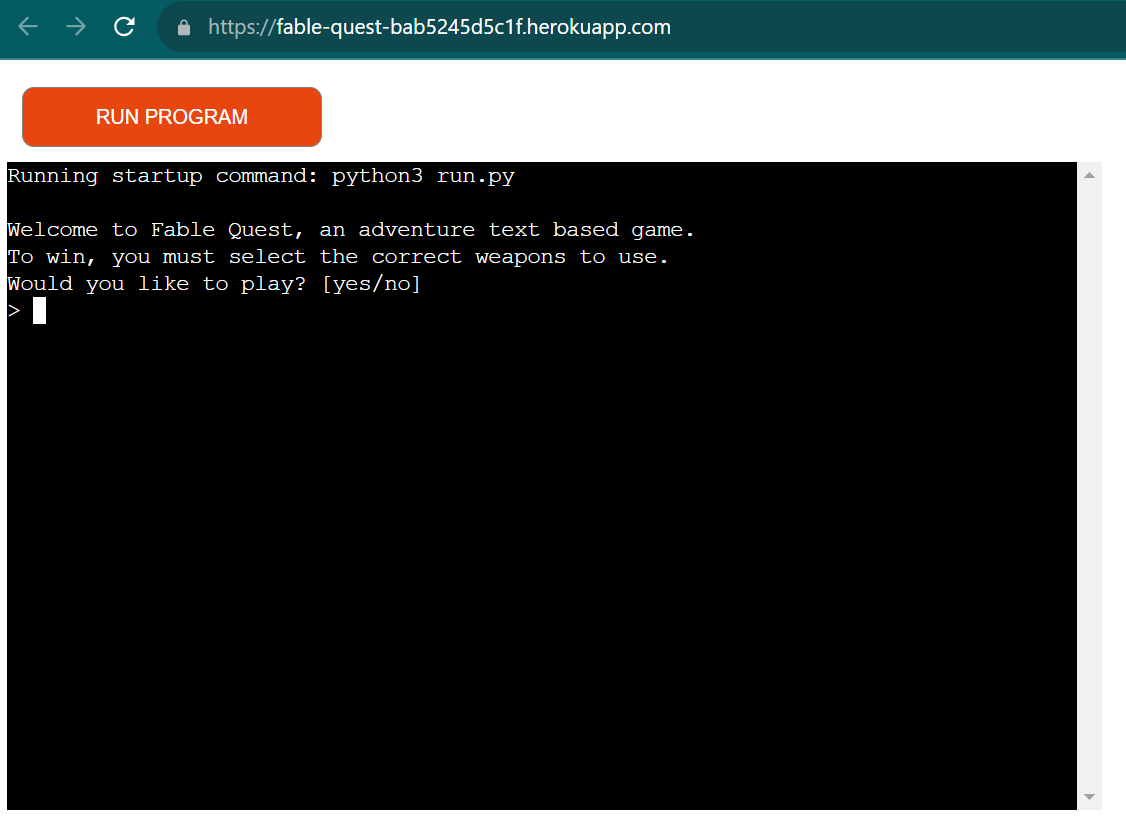 https://fable-quest-bab5245d5c1f.herokuapp.com
RUN PROGRAM
Running startup command: python3 run.py
Welcome to Fable Quest, an adventure text based game.
To win, you must select the correct weapons to use.
Would you like to play? [yes/no]
>